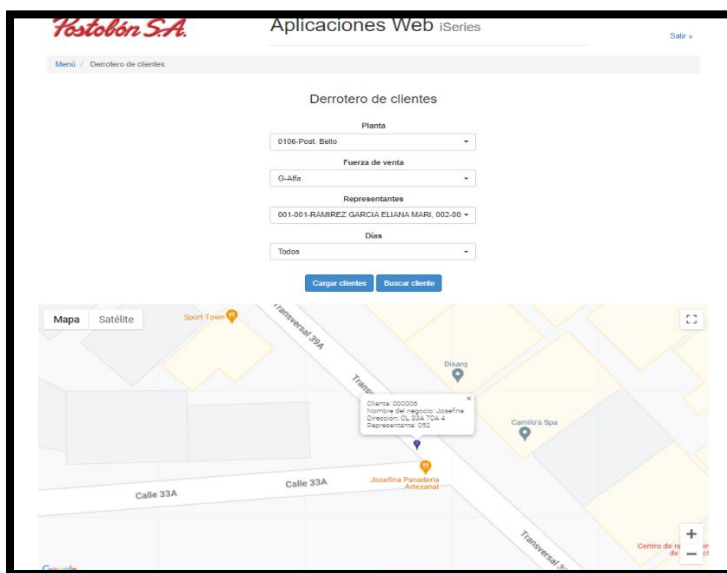 Postobón S.A.
Aplicaciones Web iSeries
Salir »
Menú / Derrotero de clientes
Derrotero de clientes
Planta
0106-Post. Bello
Fuerza de venta
G-Alfa
Representantes
001-001-RAMIREZ GARCIA ELIANA MARI, 002-00
Días
Todos
Cargar clientes
Buscar cliente
Mapa
Satélite
Sport Town
Transversal 39A
Disarq
Cliente: 000006
Nombre del negocio: Josefina
Dirección: CL 33A 70A 4
Representante: 052
×
Camilo's Spa
Josefina Panadería
Artesanal
Calle 33A
Calle 33A
Centro de
Google